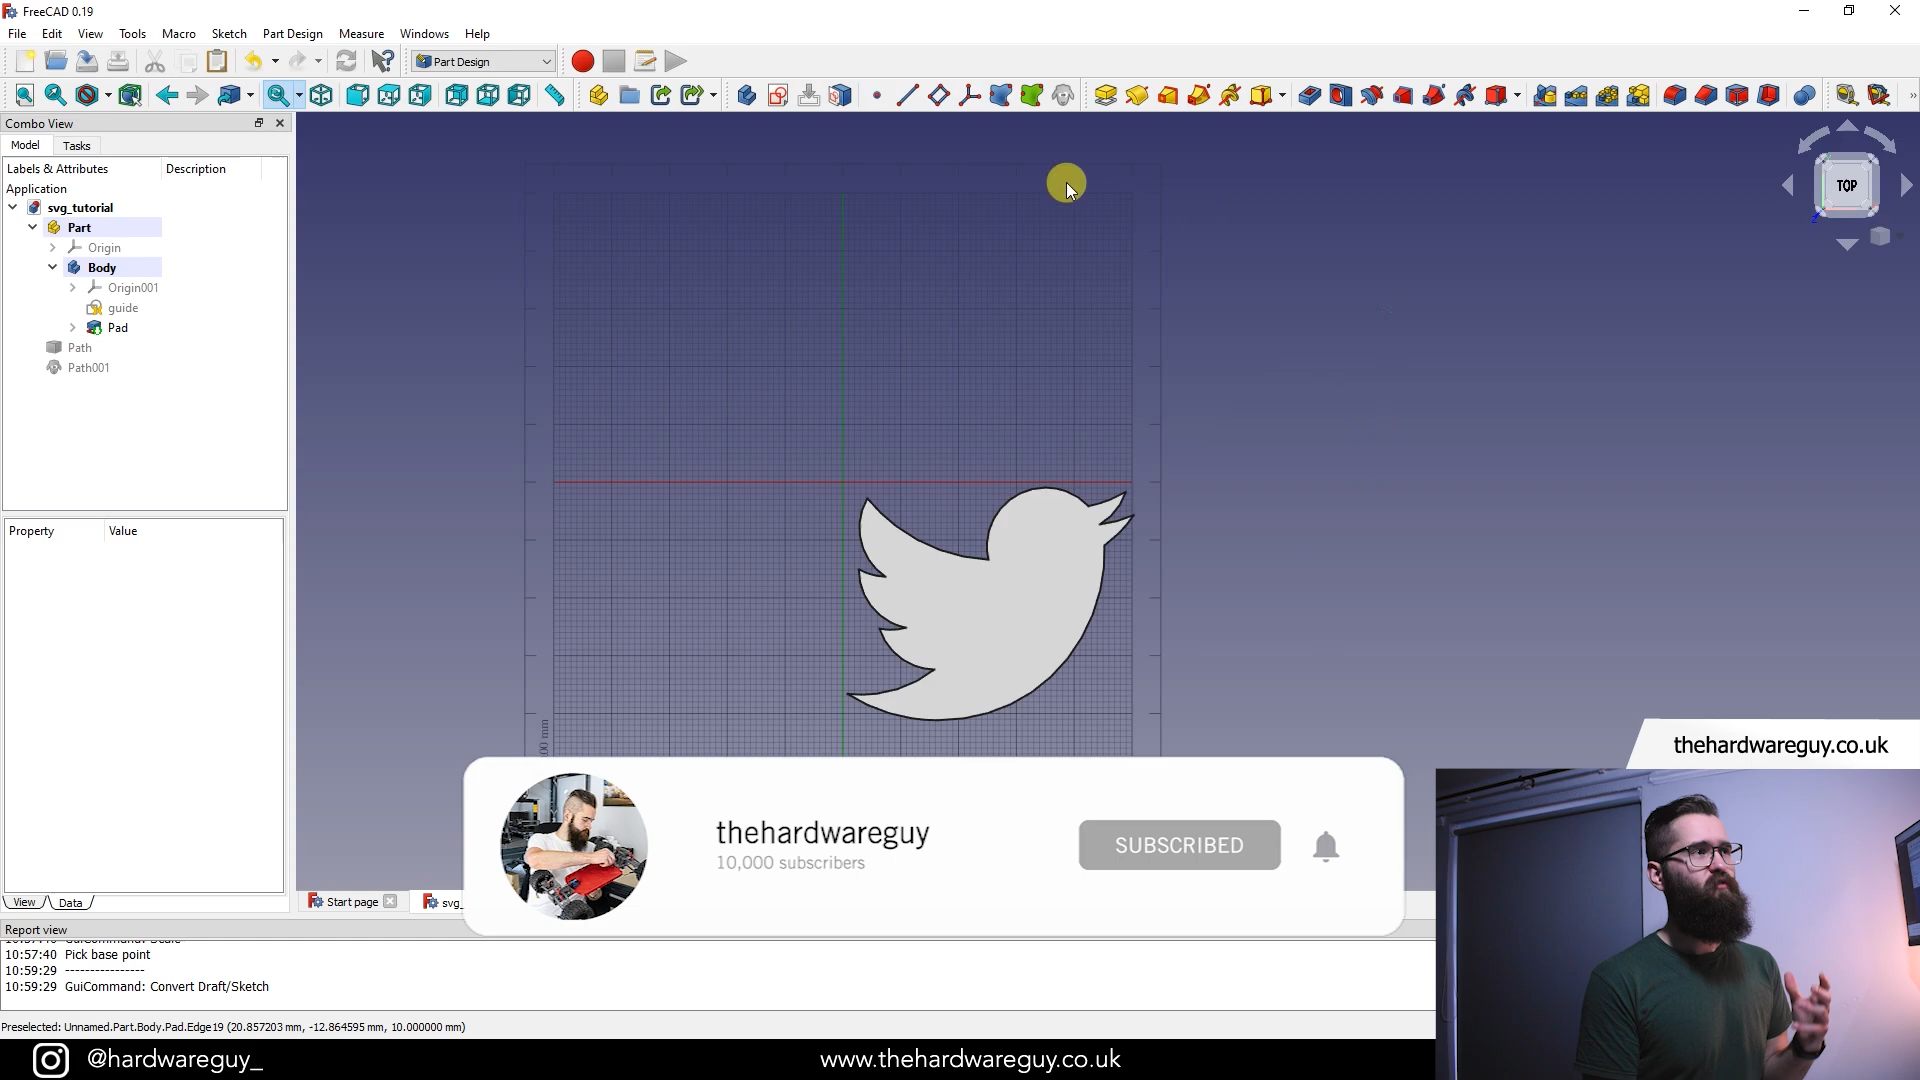 FreeCAD 0.19
File Edit View Tools Macro Sketch Part Design Measure Windows Help
Part Design
Combo View
Model Tasks
Labels & Attributes Description
Application
svg_tutorial
Part
Origin
Body
Origin001
guide
Pad
Path
Path001
TOP
Property Value
View Data
Start page svg_
thehardwareguy
10,000 subscribers
SUBSCRIBED
thehardwareguy.co.uk
Report view
10:57:40 Pick base point
10:59:29 ----------------
10:59:29 GuiCommand: Convert Draft/Sketch
Preselected: Unnamed.Part.Body.Pad.Edge19 (20.857203 mm, -12.864595 mm, 10.000000 mm)
@hardwareguy_
www.thehardwareguy.co.uk